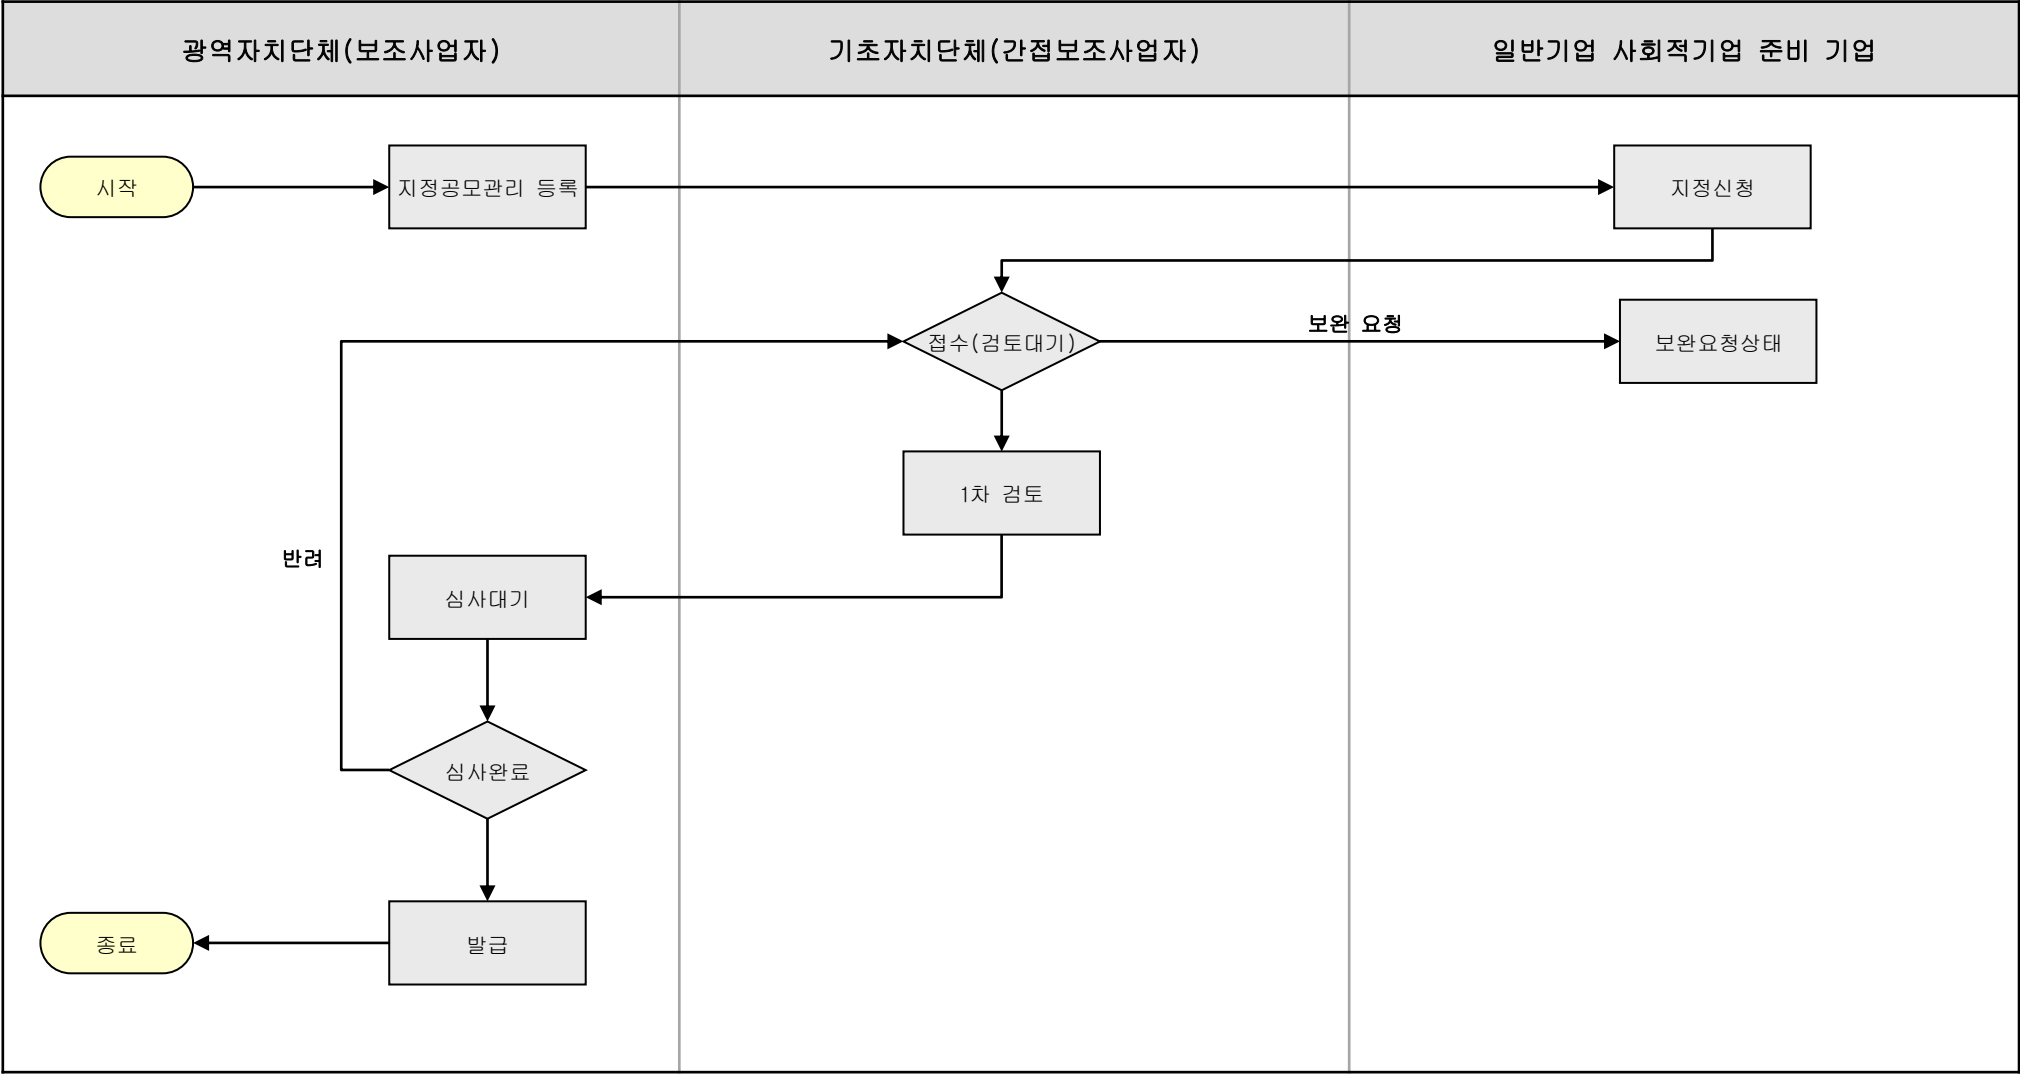 광역자치단체(보조사업자)
기초자치단체(간접보조사업자)
일반기업 사회적기업 준비 기업
시작
지정공모관리 등록
지정신청
접수(검토대기)
보완 요청
보완요청상태
1차 검토
반려
심사대기
심사완료
종료
발급